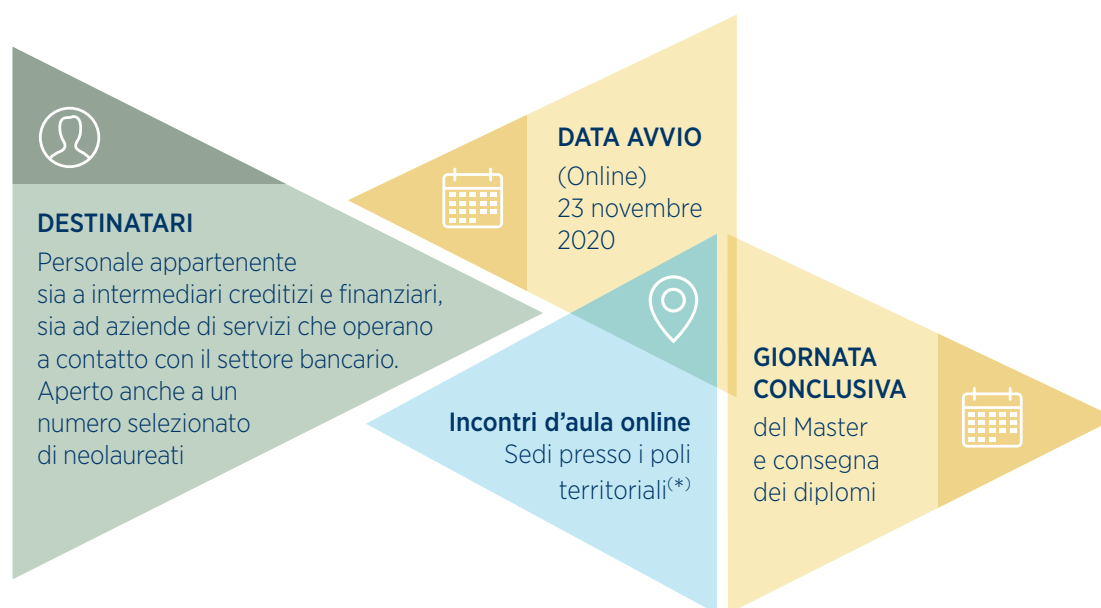 DESTINATARI
Personale appartenente
sia a intermediari creditizi e finanziari,
sia ad aziende di servizi che operano
a contatto con il settore bancario.
Aperto anche a un
numero selezionato
di neolaureati
DATA AVVIO
(Online)
23 novembre
2020
Incontri d'aula online
Sedi presso i poli
territoriali(*)
GIORNATA
CONCLUSIVA
del Master
e consegna
dei diplomi